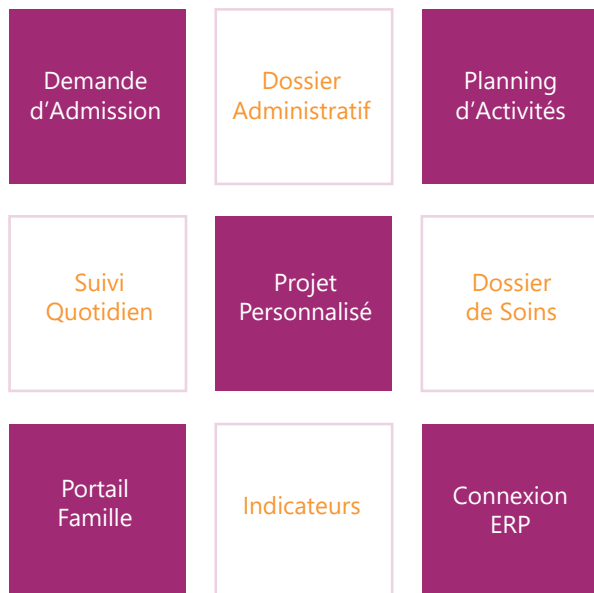 Demande
d’Admission
Dossier
Administratif
Planning
d’Activités
Suivi
Quotidien
Projet
Personnalisé
Dossier
de Soins
Portail
Famille
Indicateurs
Connexion
ERP